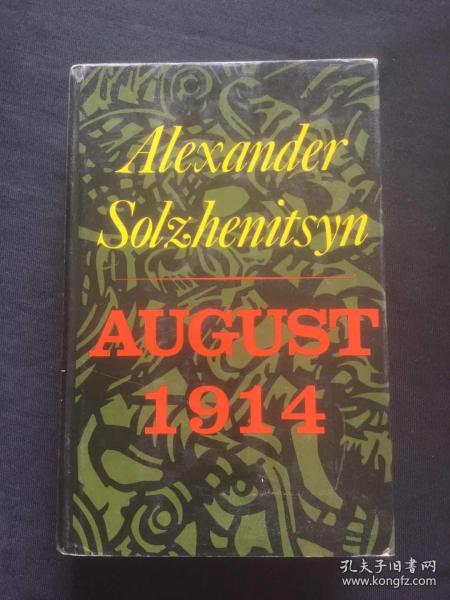 Alexander
Solzhenitsyn
AUGUST
1914
孔夫子旧书网
www.kongfz.com